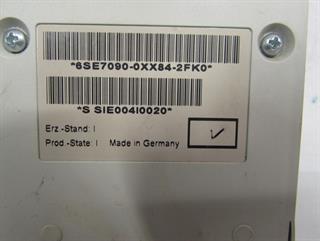 *6SE7090-0XX84-2FK0*
*S SIE004I0020*
Erz.-Stand: I
Prod.-State: I Made in Germany